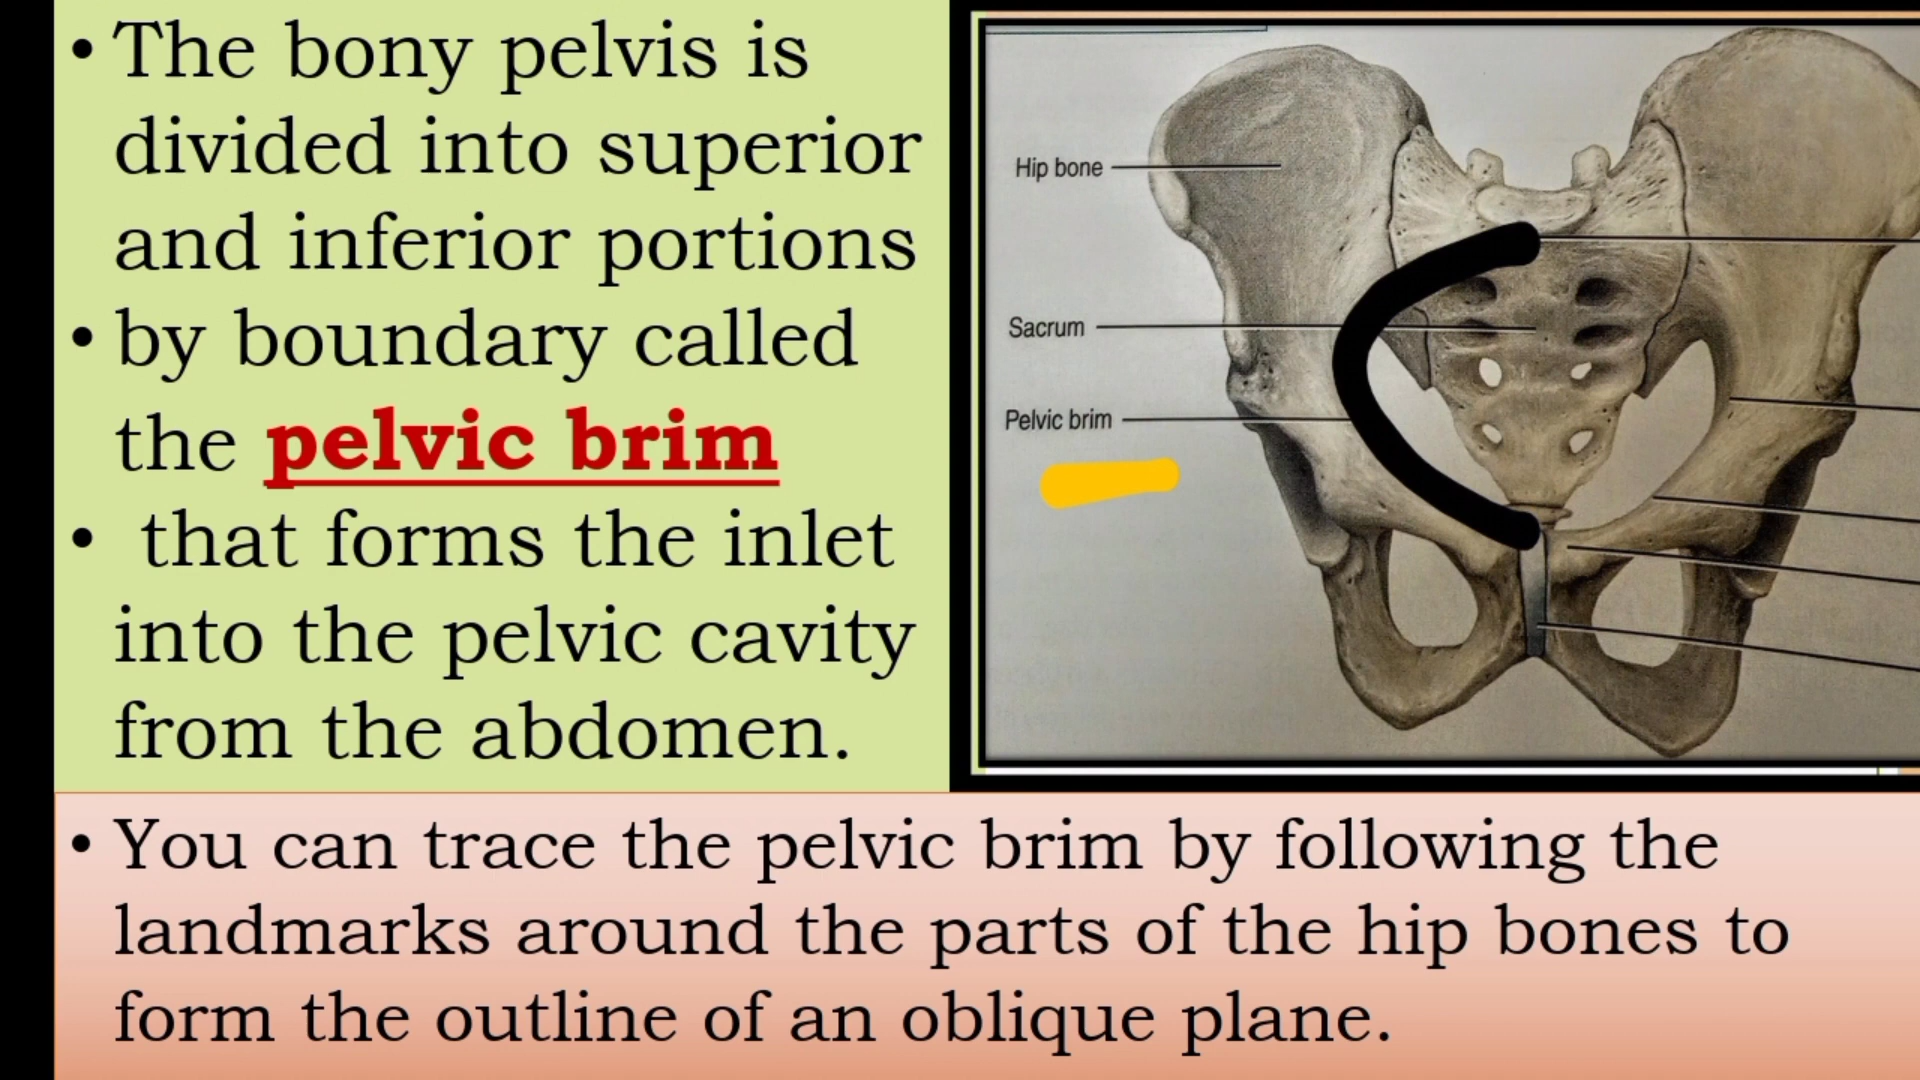 • The bony pelvis is
divided into superior
and inferior portions
• by boundary called
the pelvic brim
• that forms the inlet
into the pelvic cavity
from the abdomen.
Hip bone
Sacrum
Pelvic brim
• You can trace the pelvic brim by following the
landmarks around the parts of the hip bones to
form the outline of an oblique plane.